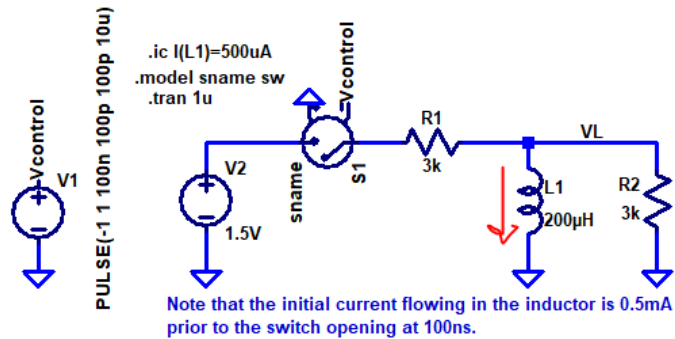 .ic I(L1)=500uA
.model sname sw
.tran 1u
Vcontrol
V1
PULSE(-1 1 100n 100p 100p 10u)
V2
1.5V
sname
Vcontrol
S1
R1
3k
VL
L1
200µH
R2
3k
Note that the initial current flowing in the inductor is 0.5mA
prior to the switch opening at 100ns.